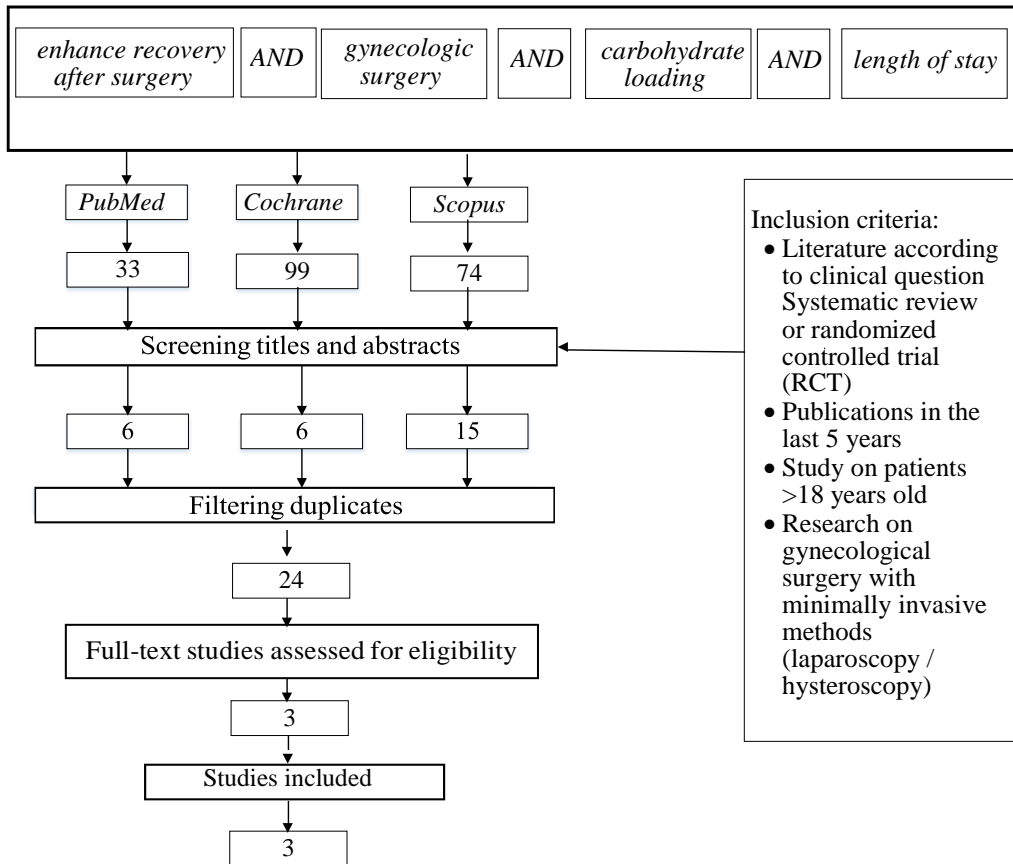 enhance recovery
after surgery
AND
gynecologic
surgery
AND
carbohydrate
loading
AND
length of stay
PubMed
Cochrane
Scopus
33
99
74
Screening titles and abstracts
6
6
15
Filtering duplicates
24
Full-text studies assessed for eligibility
3
Studies included
3
Inclusion criteria:
• Literature according
to clinical question
Systematic review
or randomized
controlled trial
(RCT)
• Publications in the
last 5 years
• Study on patients
>18 years old
• Research on
gynecological
surgery with
minimally invasive
methods
(laparoscopy /
hysteroscopy)